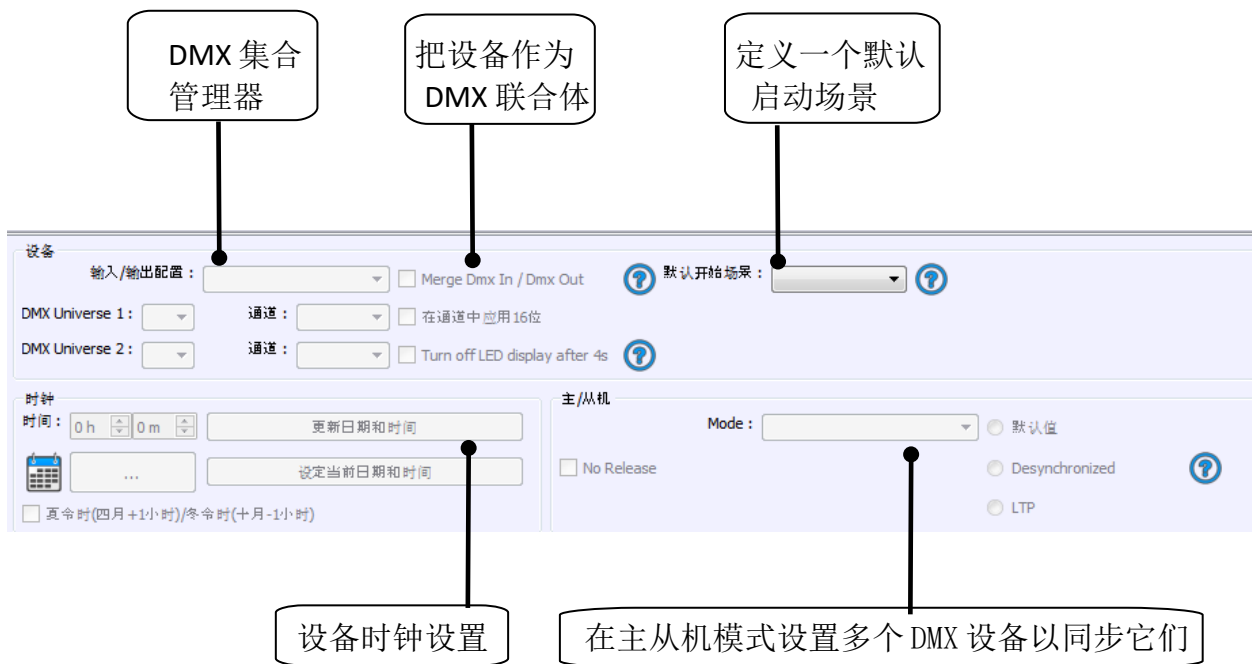 DMX 集合
管理器
把设备作为
DMX 联合体
定义一个默认
启动场景
设备
输入/输出配置：
Merge Dmx In / Dmx Out
?
默认开始场景：
?
DMX Universe 1：
通道：
在通道中应用16位
DMX Universe 2：
通道：
Turn off LED display after 4s
?
时钟
时间：
0 h
0 m
更新日期和时间
...
设定当前日期和时间
夏令时(四月+1小时)/冬令时(十月-1小时)
主/从机
Mode：
默认值
No Release
Desynchronized
?
LTP
设备时钟设置
在主从机模式设置多个 DMX 设备以同步它们